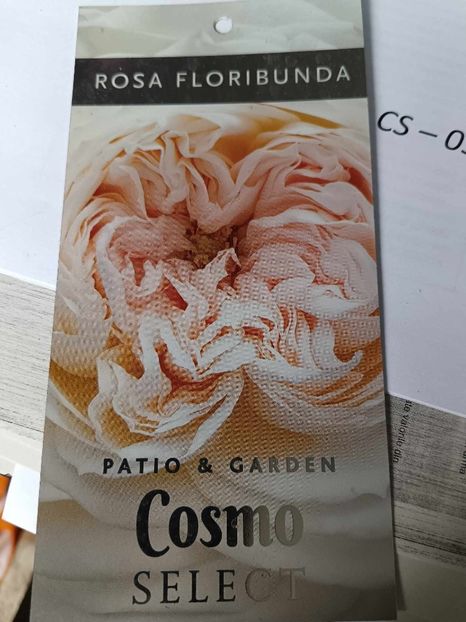 ROSA FLORIBUNDA
CS – 0
PATIO & GARDEN
Cosmo
SELECT